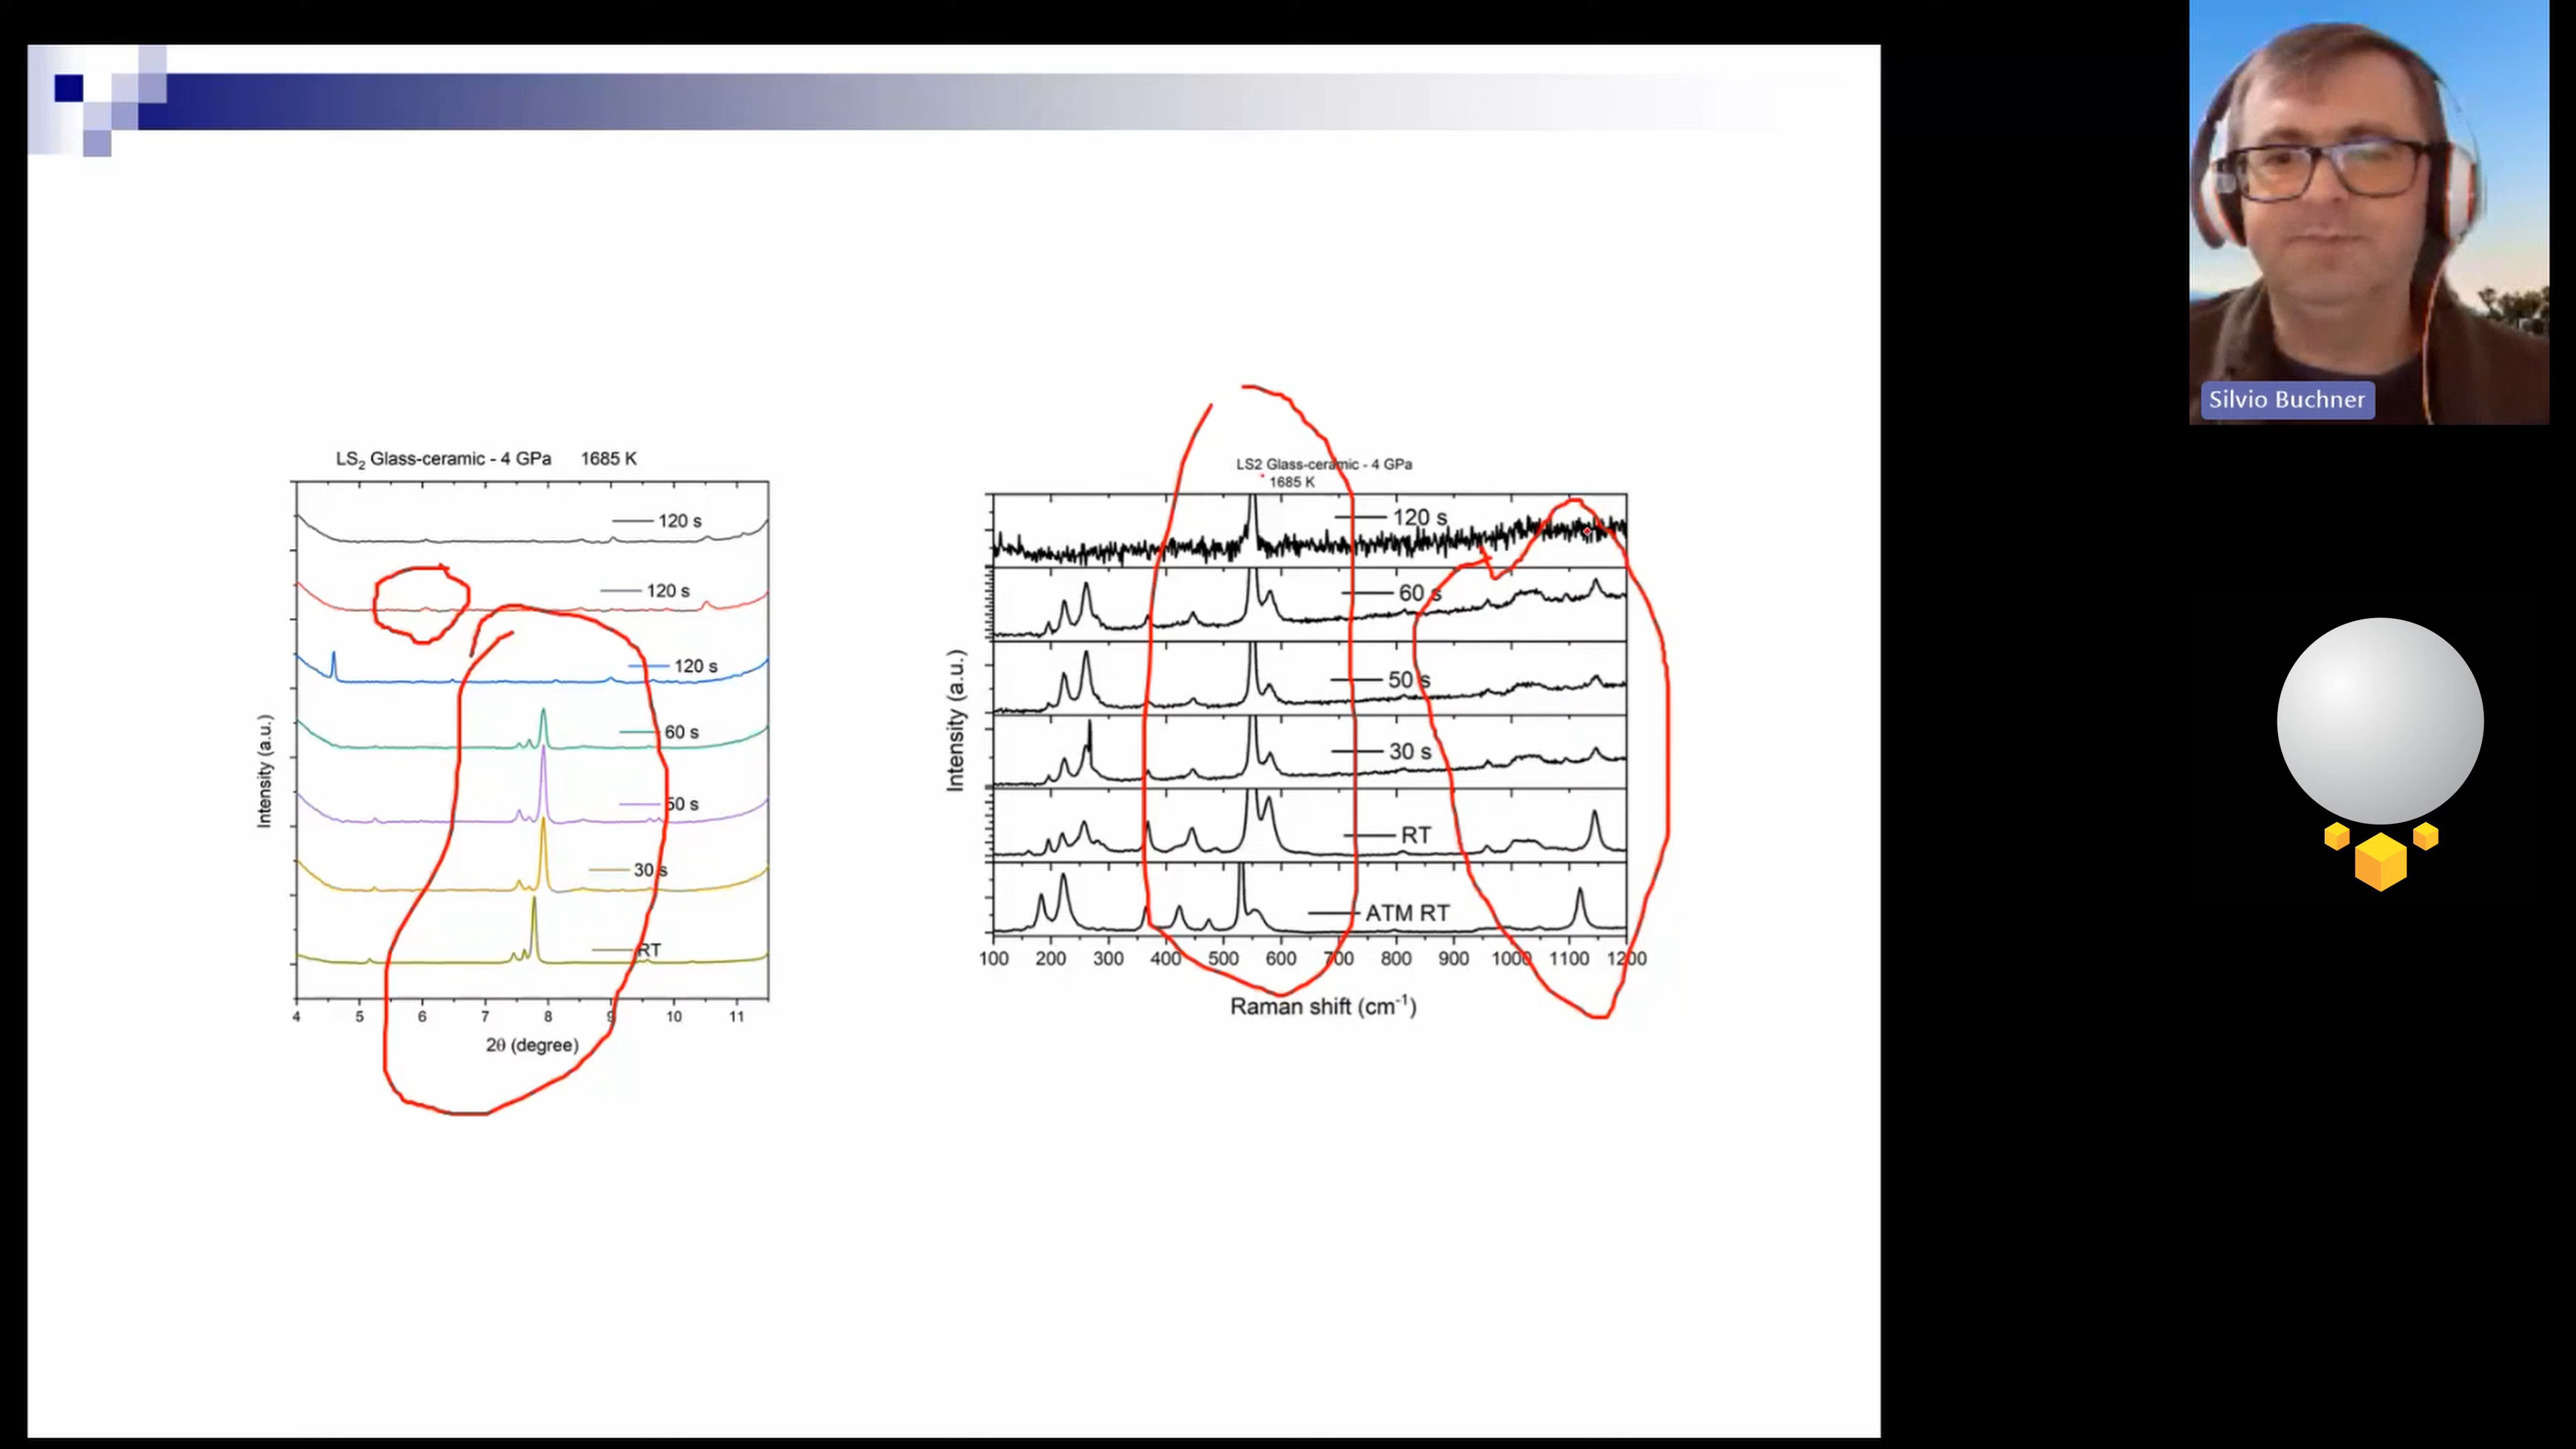 LS2 Glass-ceramic - 4 GPa 1685 K
120 s
120 s
120 s
60 s
50 s
30 s
RT
Intensity (a.u.)
4 5 6 7 8 9 10 11
2θ (degree)
LS2 Glass-ceramic - 4 GPa
1685 K
120 s
60 s
50 s
30 s
RT
ATM RT
Intensity (a.u.)
100 200 300 400 500 600 700 800 900 1000 1100 1200
Raman shift (cm-1)
Silvio Buchner